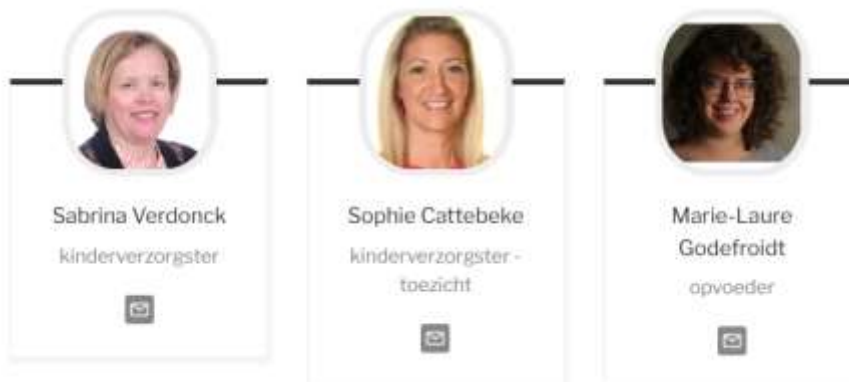 Sabrina Verdonck
kinderverzorgster
Sophie Cattebeke
kinderverzorgster -
toezicht
Marie-Laure
Godefroidt
opvoeder